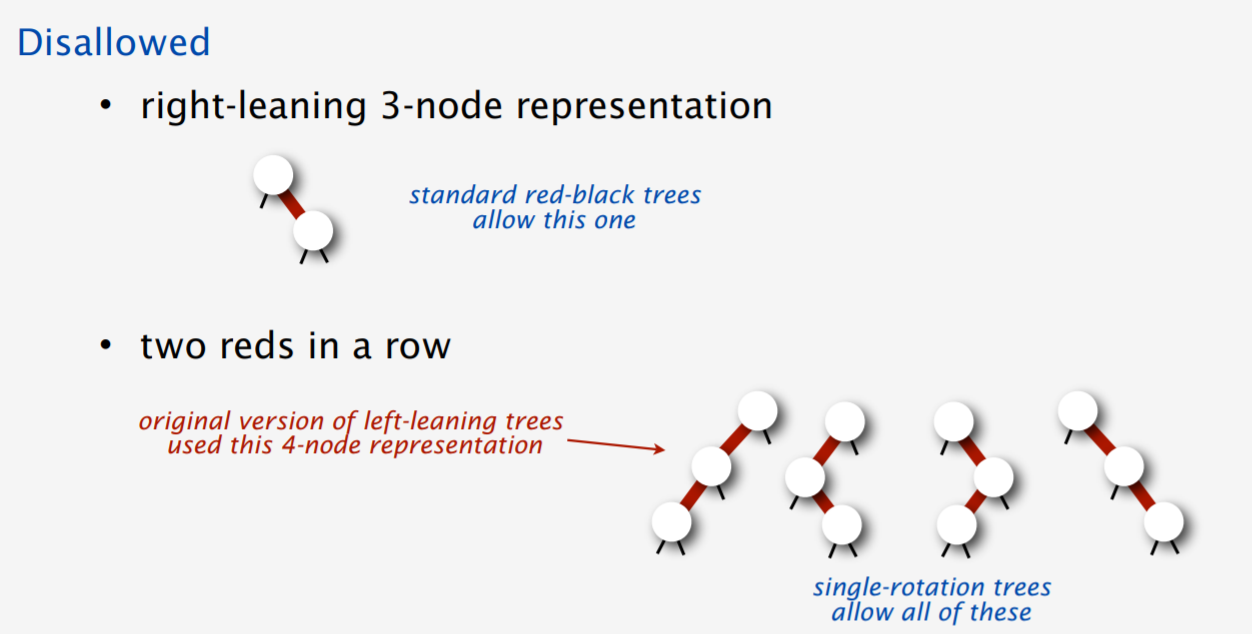 Disallowed
• right-leaning 3-node representation
standard red-black trees
allow this one
• two reds in a row
original version of left-leaning trees
used this 4-node representation
single-rotation trees
allow all of these